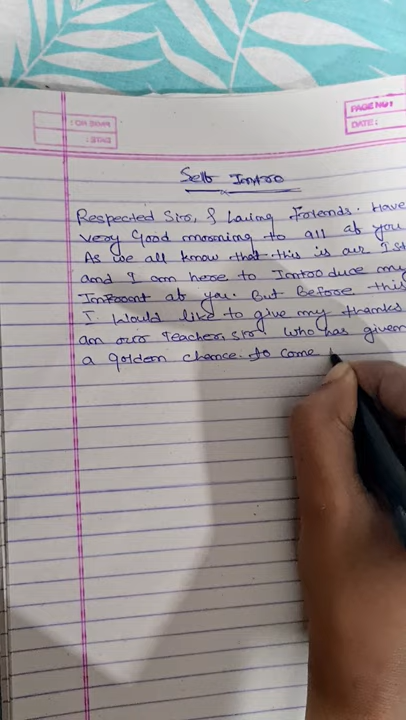 PAGE NO:
DATE:
Self Intro
Respected Sir, & Loving Friends. Have
very Good morning to all of you
As we all know that this is our 1st
and I am here to Introduce my
InFroont of you. But Before this
I Would like to give my thanks
an our Teacher, Sir Who has given
a golden chance to come